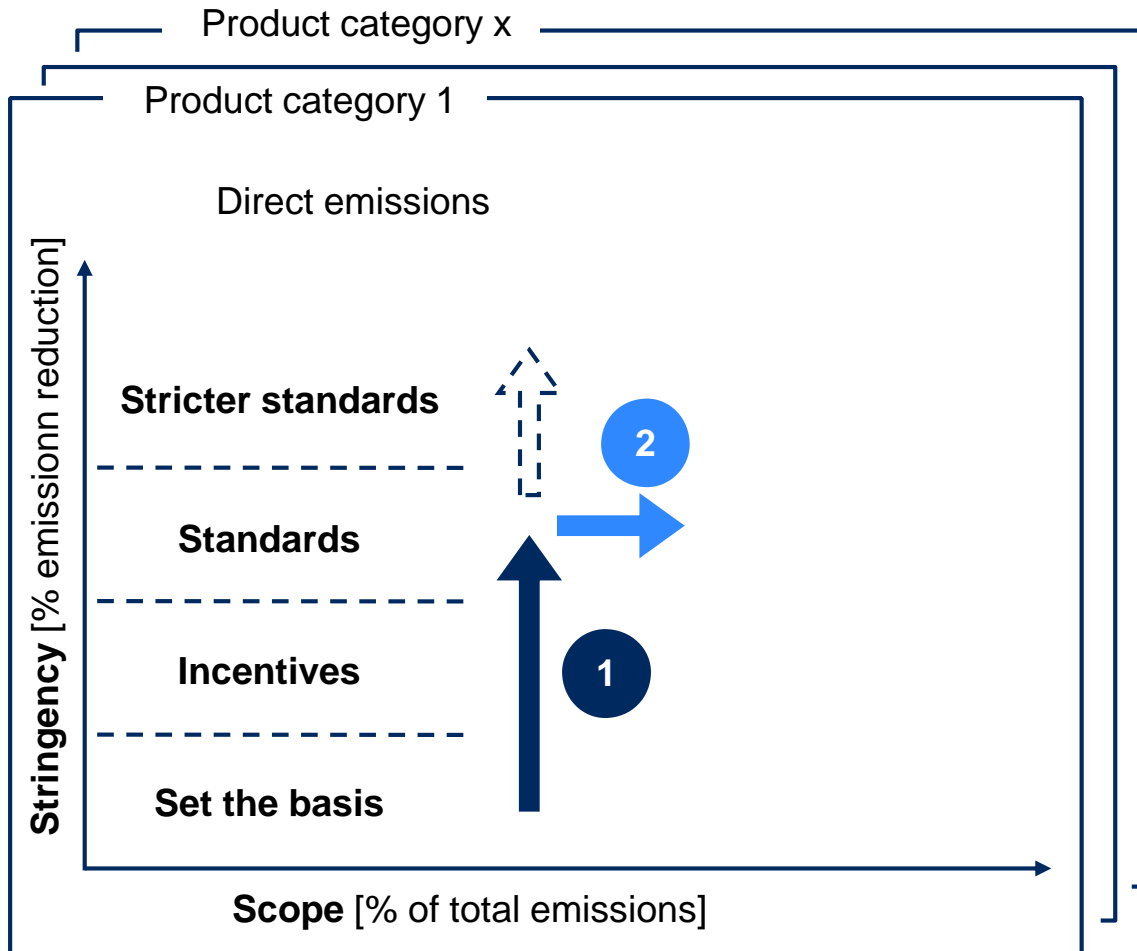 Product category x
Product category 1
Direct emissions
Stringency [% emissionn reduction]
Stricter standards
2
Standards
Incentives
1
Set the basis
Scope [% of total emissions]